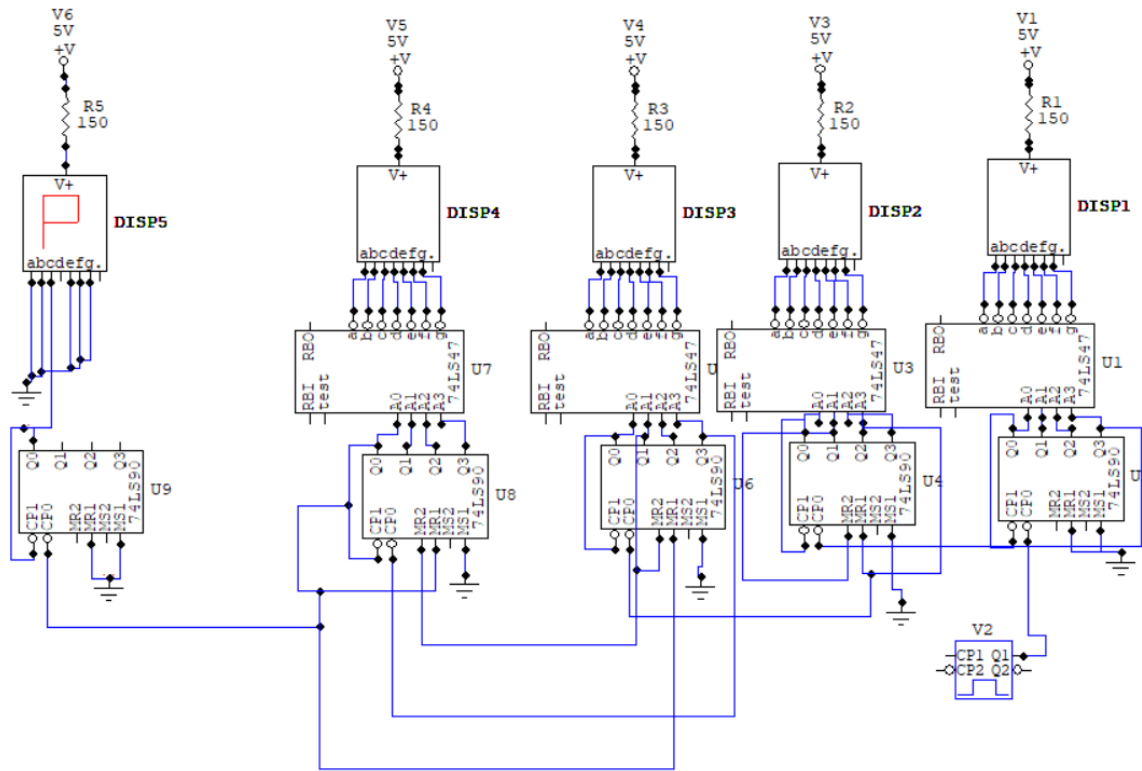 V6 V5 V4 V3 V1
5V 5V 5V 5V 5V
+V +V +V +V +V
R5 R4 R3 R2 R1
150 150 150 150 150
V+ V+ V+ V+ V+
DISP5 DISP4 DISP3 DISP2 DISP1
abcdefg. abcdefg. abcdefg. abcdefg. abcdefg.
a b c d e f g a b c d e f g a b c d e f g a b c d e f g
RBO RBO RBO RBO
74LS47 U7 74LS47 U 74LS47 U3 74LS47 U1
RBI test RBI test RBI test RBI test
A0 A1 A2 A3 A0 A1 A2 A3 A0 A1 A2 A3 A0 A1 A2 A3
Q0 Q1 Q2 Q3 Q0 Q1 Q2 Q3 Q0 Q1 Q2 Q3 Q0 Q1 Q2 Q3 Q0 Q1 Q2 Q3
74LS90 U9 74LS90 U8 74LS90 U6 74LS90 U4 74LS90 U
CP1 CP0 MR2 MR1 MS2 MS1 CP1 CP0 MR2 MR1 MS2 MS1 CP1 CP0 MR2 MR1 MS2 MS1 CP1 CP0 MR2 MR1 MS2 MS1 CP1 CP0 MR2 MR1 MS2 MS1
V2
CP1 Q1
CP2 Q2